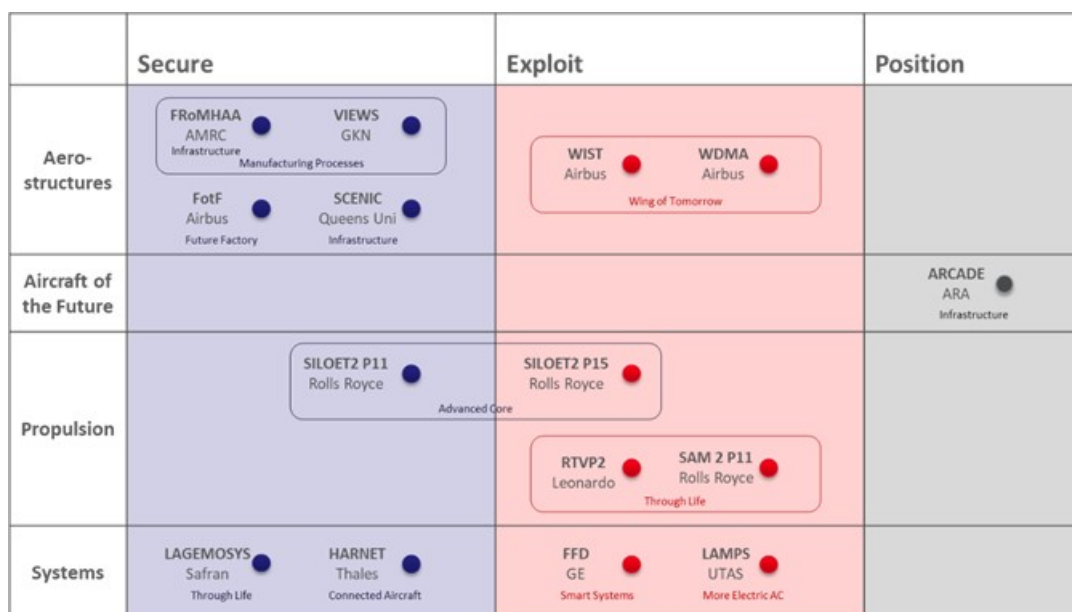 Secure
Exploit
Position
Aero-
structures
FRoMHAA
AMRC
Infrastructure
VIEWS
GKN
Manufacturing Processes
FotF
Airbus
Future Factory
SCENIC
Queens Uni
Infrastructure
WIST
Airbus
WDMA
Airbus
Wing of Tomorrow
Aircraft of
the Future
ARCADE
ARA
Infrastructure
Propulsion
SILOET2 P11
Rolls Royce
SILOET2 P15
Rolls Royce
Advanced Core
RTVP2
Leonardo
SAM 2 P11
Rolls Royce
Through Life
Systems
LAGEMOSYS
Safran
Through Life
HARNET
Thales
Connected Aircraft
FFD
GE
Smart Systems
LAMPS
UTAS
More Electric AC